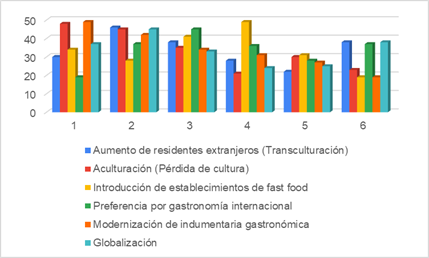 50
40
30
20
10
0
1 2 3 4 5 6
Aumento de residentes extranjeros (Transculturación)
Aculturación (Pérdida de cultura)
Introducción de establecimientos de fast food
Preferencia por gastronomía internacional
Modernización de indumentaria gastronómica
Globalización